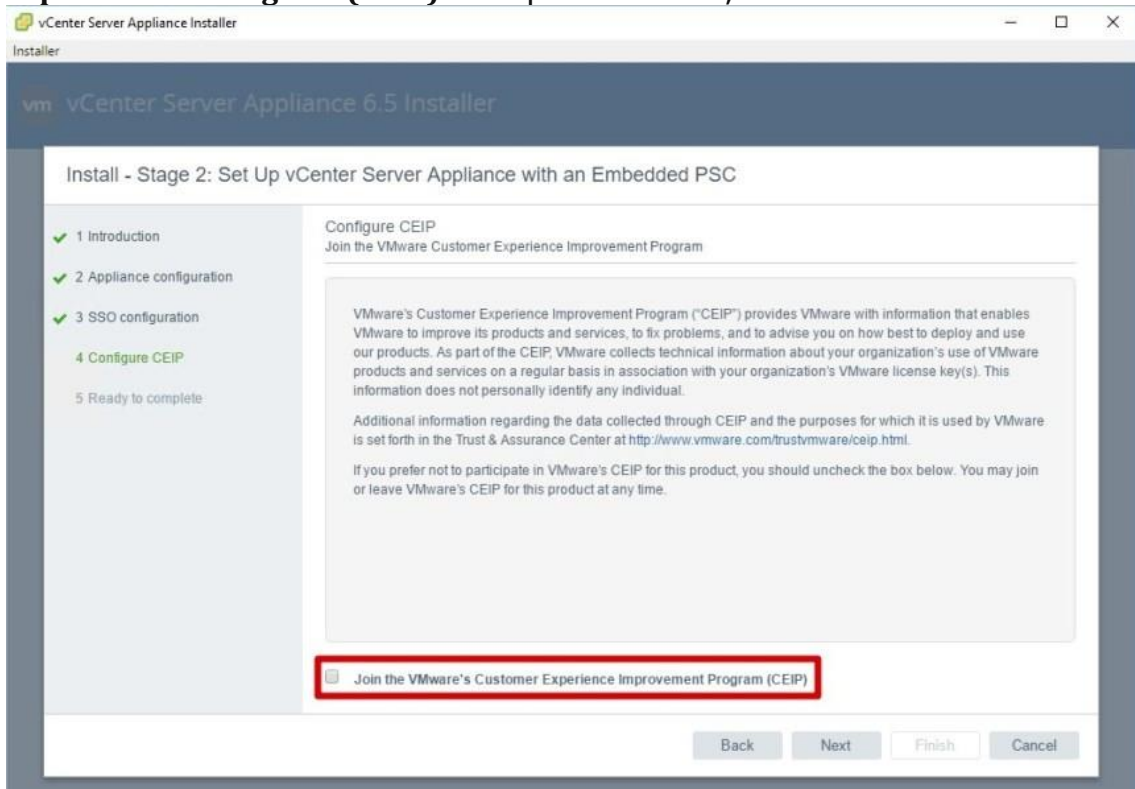 vCenter Server Appliance Installer
Installer
vm vCenter Server Appliance 6.5 Installer
Install - Stage 2: Set Up vCenter Server Appliance with an Embedded PSC
1 Introduction
2 Appliance configuration
3 SSO configuration
4 Configure CEIP
5 Ready to complete
Configure CEIP
Join the VMware Customer Experience Improvement Program
VMware's Customer Experience Improvement Program ("CEIP") provides VMware with information that enables
VMware to improve its products and services, to fix problems, and to advise you on how best to deploy and use
our products. As part of the CEIP, VMware collects technical information about your organization's use of VMware
products and services on a regular basis in association with your organization's VMware license key(s). This
information does not personally identify any individual.
Additional information regarding the data collected through CEIP and the purposes for which it is used by VMware
is set forth in the Trust & Assurance Center at http://www.vmware.com/trustvmware/ceip.html.
If you prefer not to participate in VMware's CEIP for this product, you should uncheck the box below. You may join
or leave VMware's CEIP for this product at any time.
Join the VMware's Customer Experience Improvement Program (CEIP)
Back Next Finish Cancel